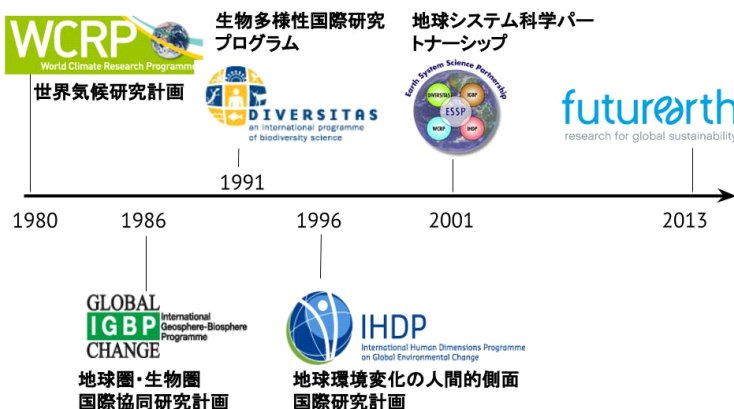 WCRP
World Climate Research Programme
世界気候研究計画
生物多様性国際研究
プログラム
DIVERSITAS
an international programme
of biodiversity science
地球システム科学パー
トナーシップ
Earth System Science Partnership
DIVERSITAS
IGBP
ESSP
WCRP
IHDP
futurearth
research for global sustainability
1991
1980
1986
1996
2001
2013
GLOBAL
IGBP
CHANGE
International
Geosphere-Biosphere
Programme
地球圏・生物圏
国際協同研究計画
IHDP
International Human Dimensions Programme
on Global Environmental Change
地球環境変化の人間的側面
国際研究計画